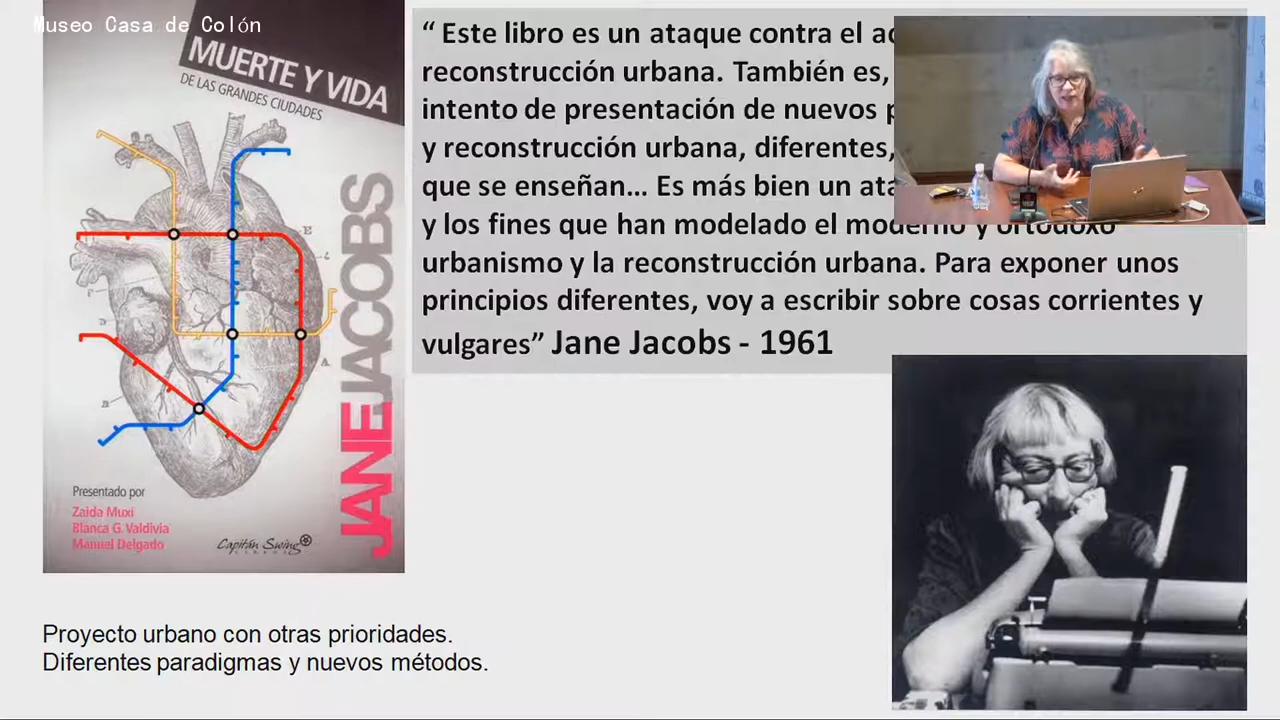 Museo Casa de Colón
MUERTE Y VIDA
DE LAS GRANDES CIUDADES
JANE JACOBS
Presentado por
Zaida Muxí
Blanca G. Valdivia
Manuel Delgado
Capitán Swing
LIBROS
“ Este libro es un ataque contra el
reconstrucción urbana. También es,
intento de presentación de nuevos
y reconstrucción urbana, diferentes,
que se enseñan... Es más bien un
y los fines que han modelado el moderno y ortodoxo
urbanismo y la reconstrucción urbana. Para exponer unos
principios diferentes, voy a escribir sobre cosas corrientes y
vulgares” Jane Jacobs - 1961
Proyecto urbano con otras prioridades.
Diferentes paradigmas y nuevos métodos.